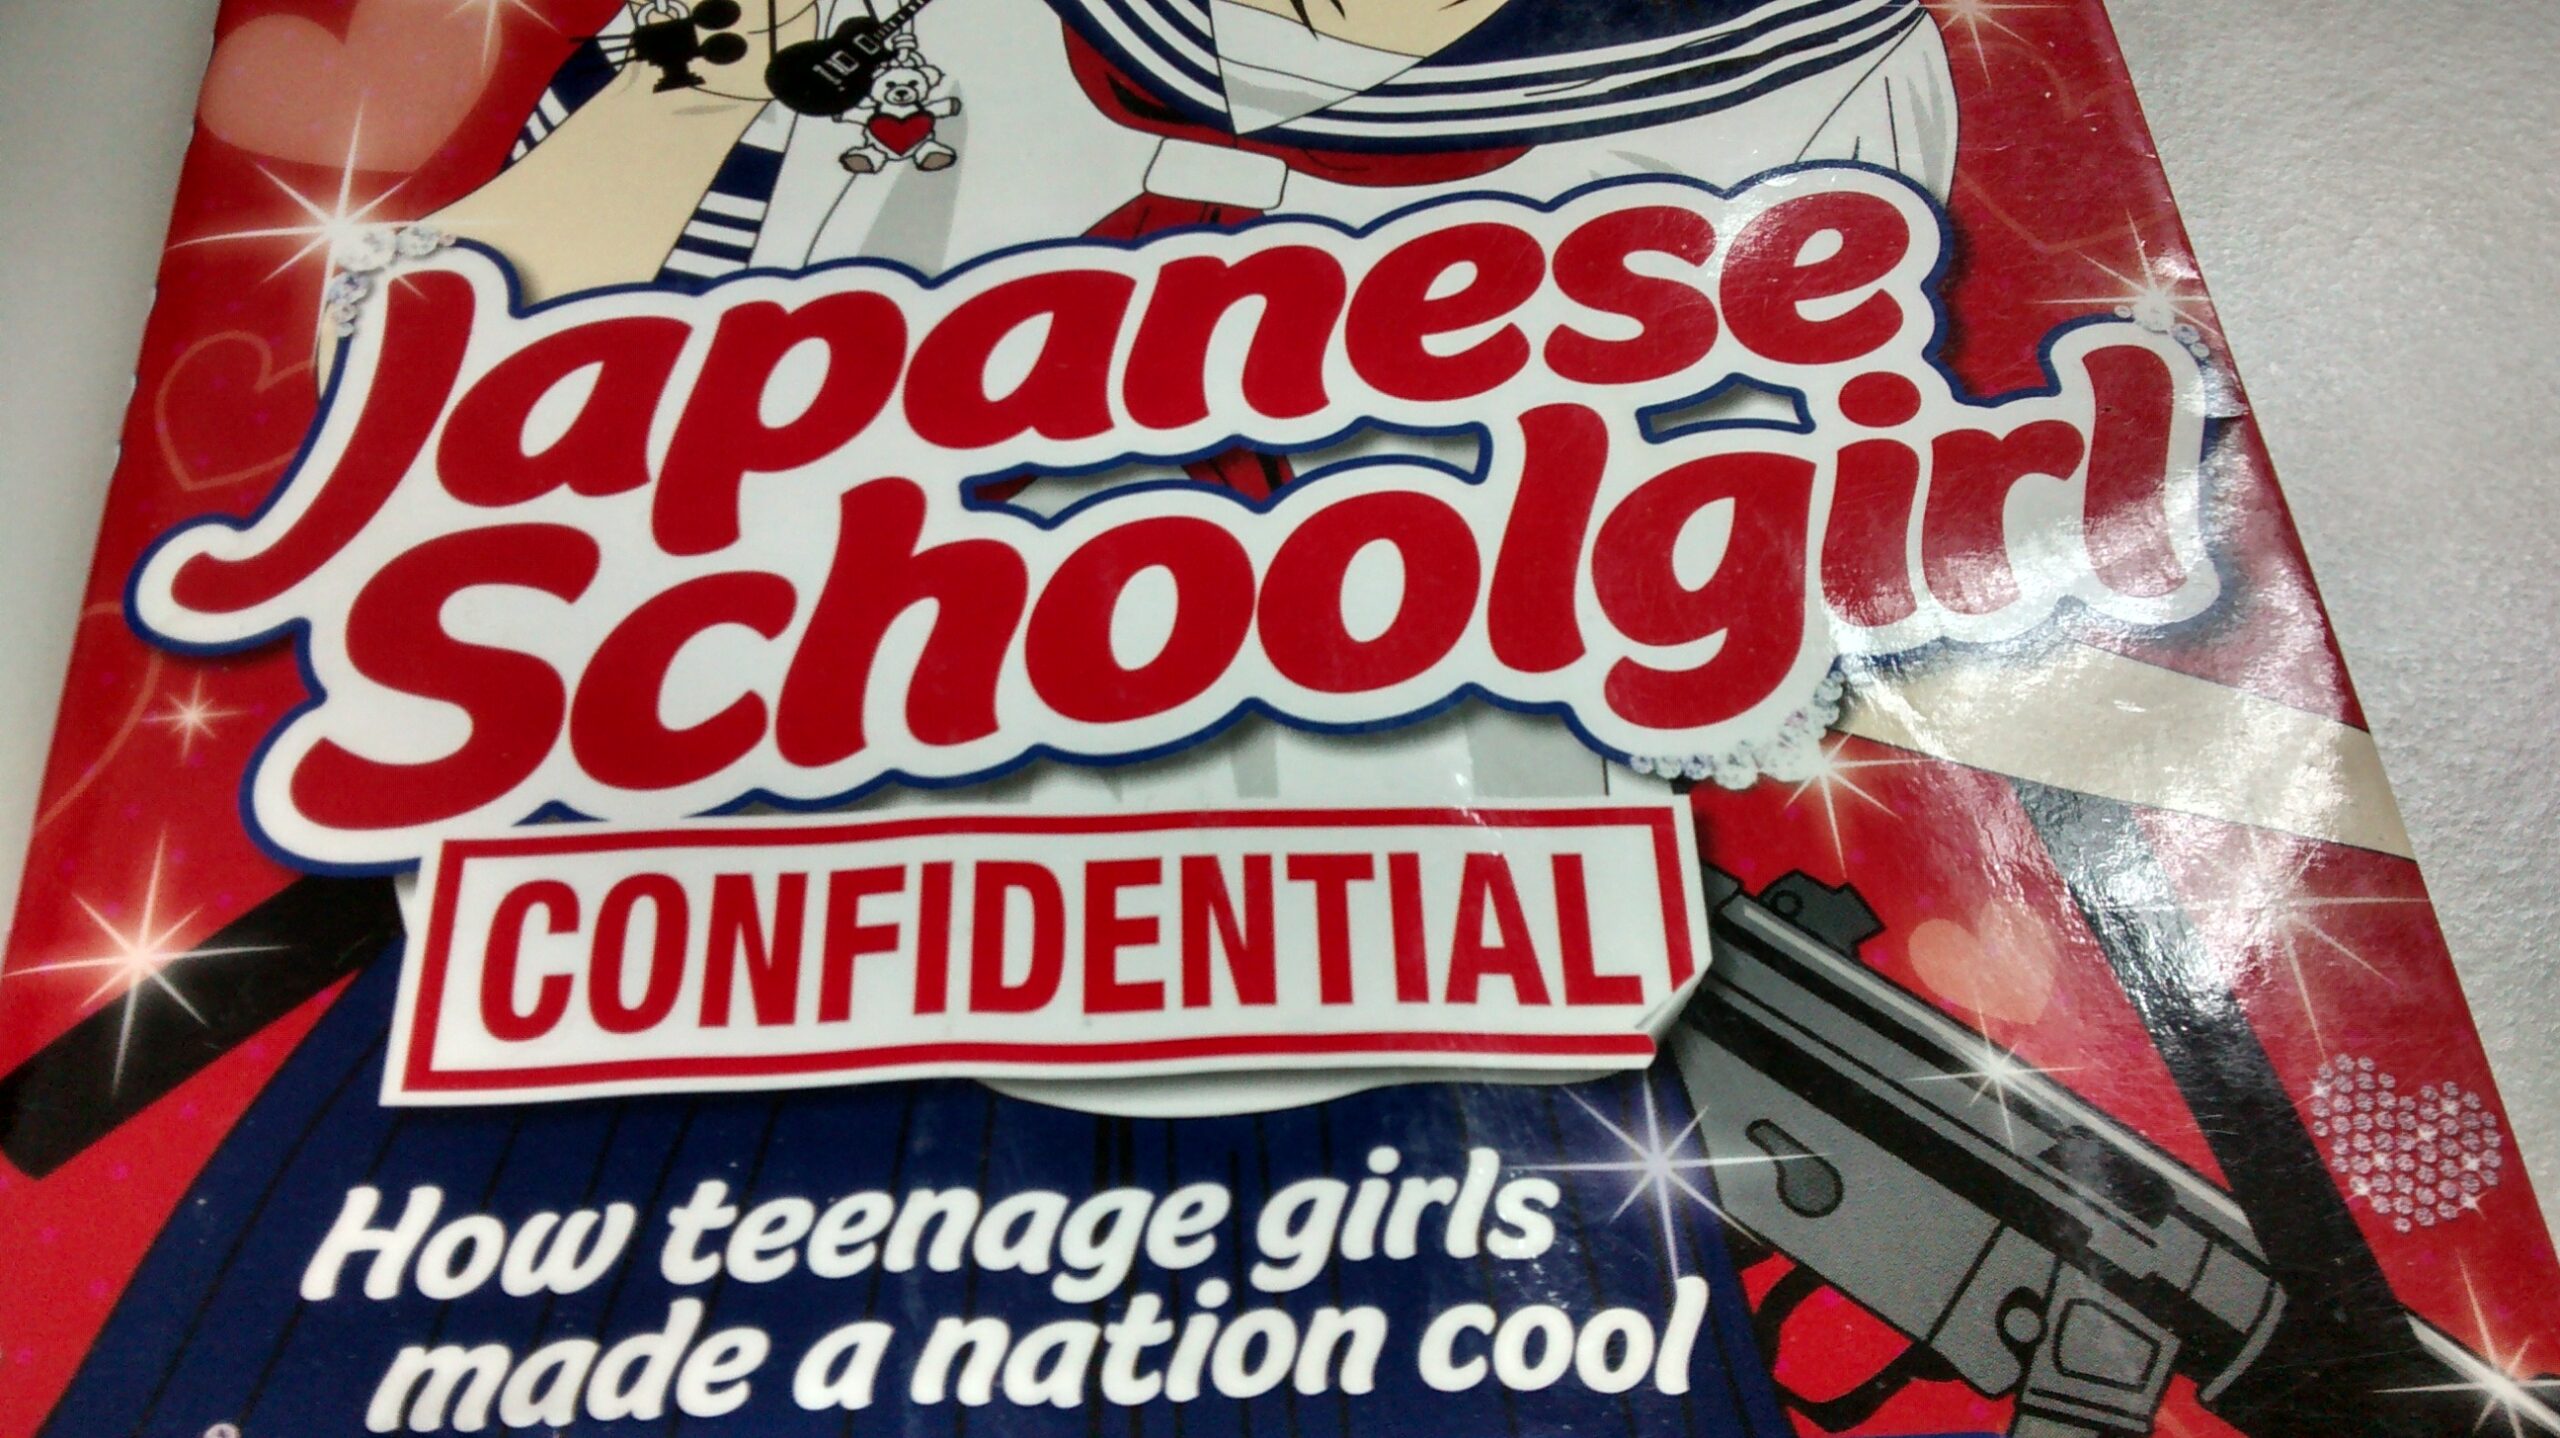 Japanese
Schoolgirl
CONFIDENTIAL
How teenage girls
made a nation cool